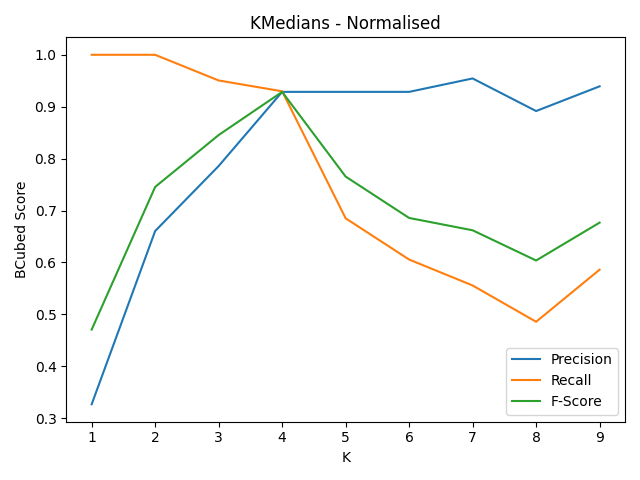 KMedians - Normalised
BCubed Score
1.0
0.9
0.8
0.7
0.6
0.5
0.4
0.3
1 2 3 4 5 6 7 8 9
K
Precision
Recall
F-Score